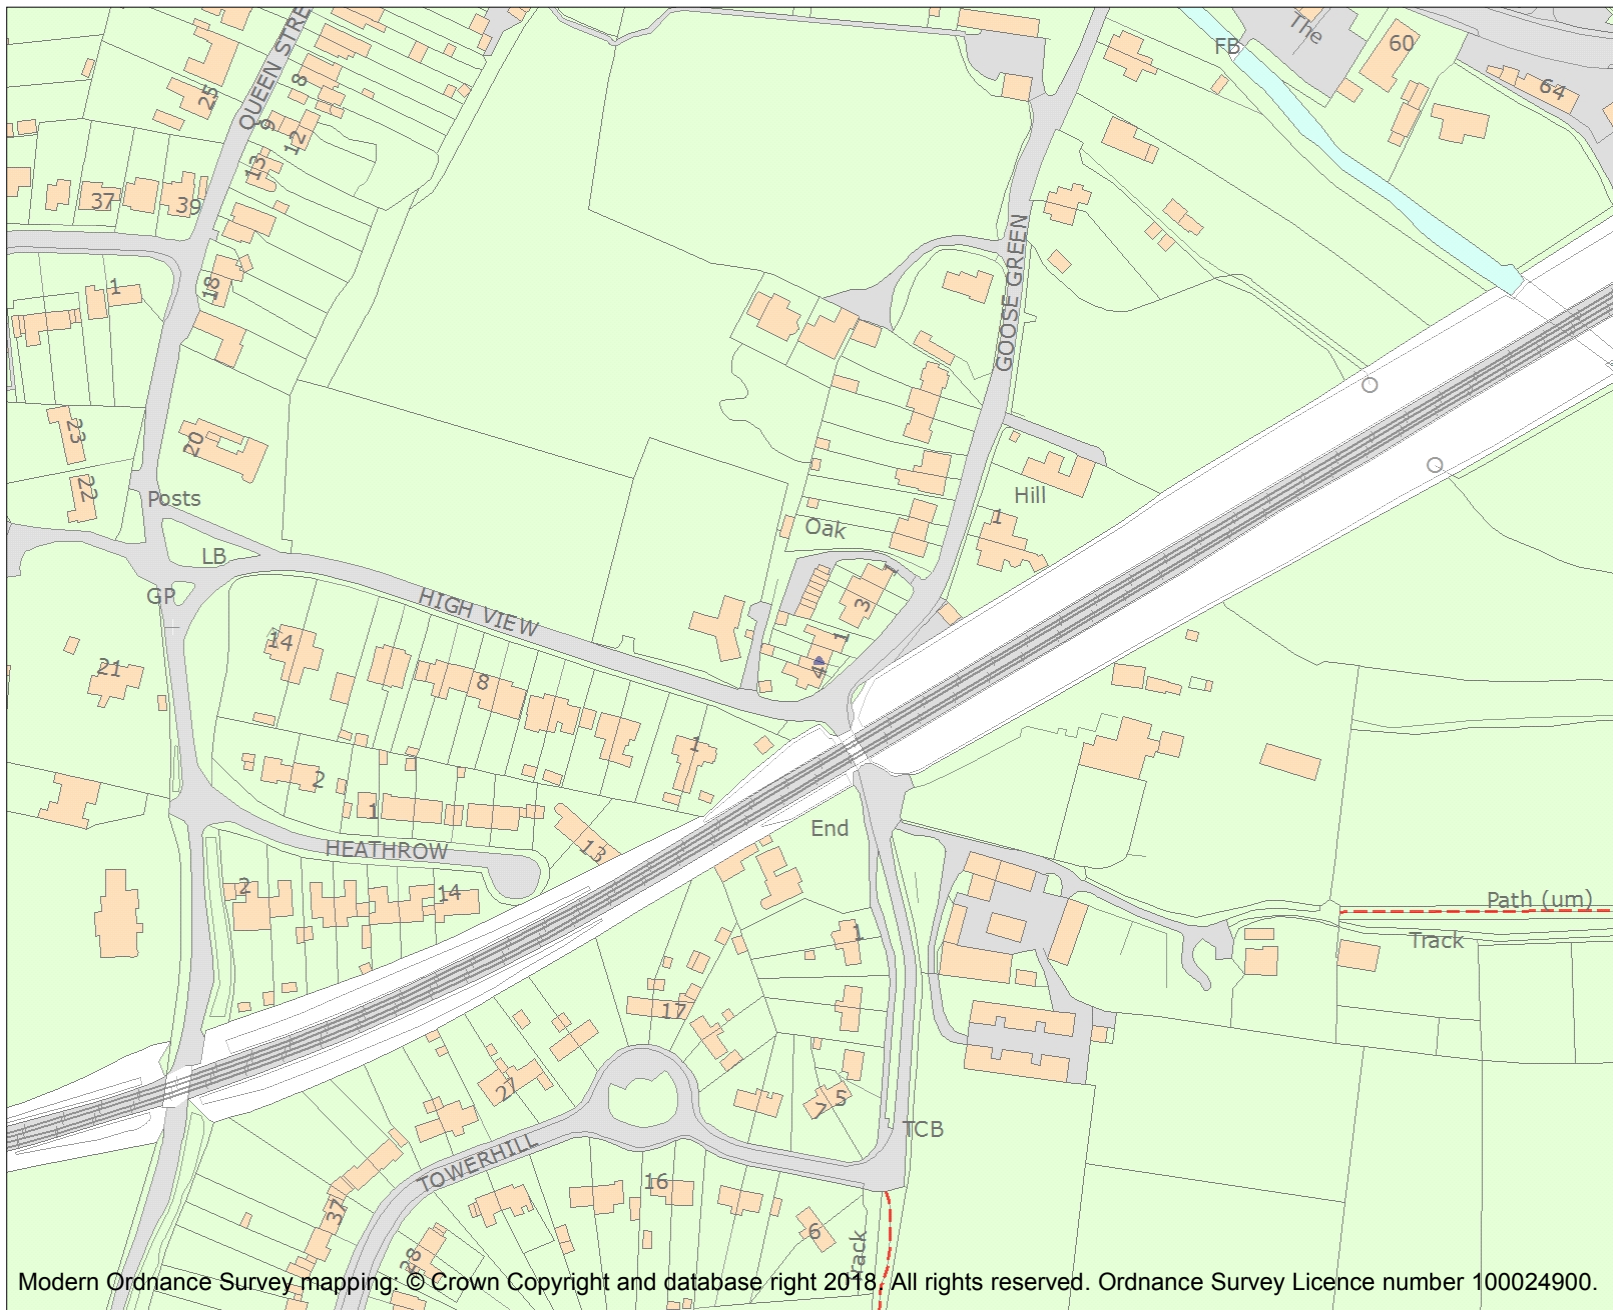 QUEEN STRE
8
25
9
12
13
37
39
18
1
23
20
22
Posts
LB
GP
FB
The
60
64
GOOSE GREEN
Hill
1
Oak
1
3
1
4
HIGH VIEW
14
21
8
1
2
1
13
HEATHROW
2
14
End
1
17
27
5
7
TCB
TOWERHILL
16
37
28
6
Track
Path (um)
Track
Modern Ordnance Survey mapping: © Crown Copyright and database right 2018. All rights reserved. Ordnance Survey Licence number 100024900.